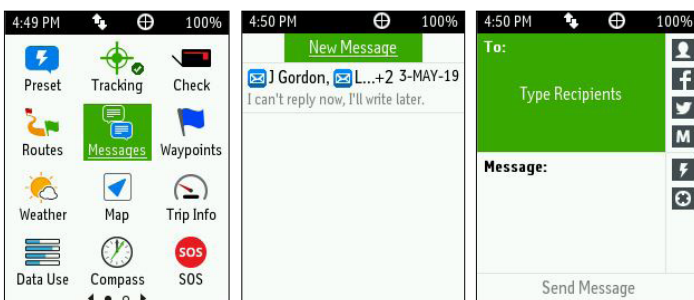 4:49 PM 100%
Preset Tracking Check
Routes Messages Waypoints
Weather Map Trip Info
SOS
Data Use Compass SOS
4:50 PM 100%
New Message
J Gordon, L...+2 3-MAY-19
I can't reply now, I'll write later.
4:50 PM 100%
To:
Type Recipients
f
M
Message:
Send Message